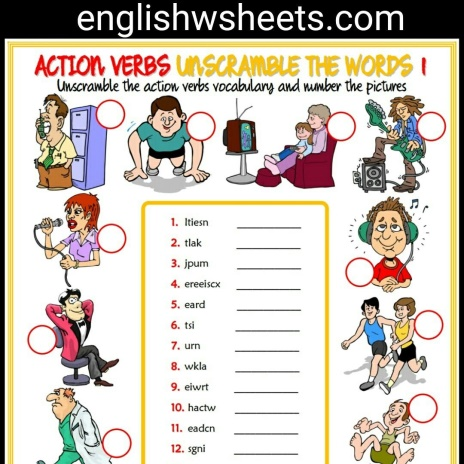 englishwsheets.com
ACTION VERBS UNSCRAMBLE THE WORDS 1
Unscramble the action verbs vocabulary and number the pictures
1. ltiesn
2. tlak
3. jpum
4. ereeiscx
5. eard
6. tsi
7. urn
8. wkla
9. eiwrt
10. hactw
11. eadcn
12. sgni